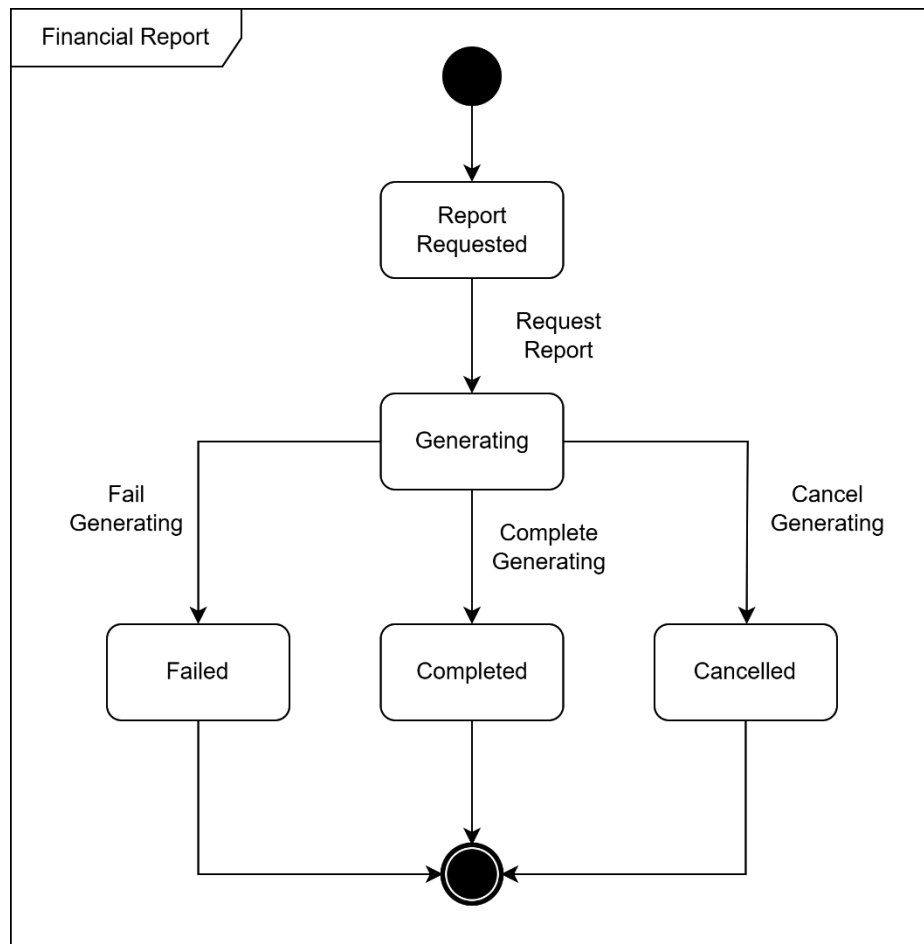 Financial Report
Report
Requested
Request
Report
Generating
Fail
Generating
Complete
Generating
Cancel
Generating
Failed
Completed
Cancelled